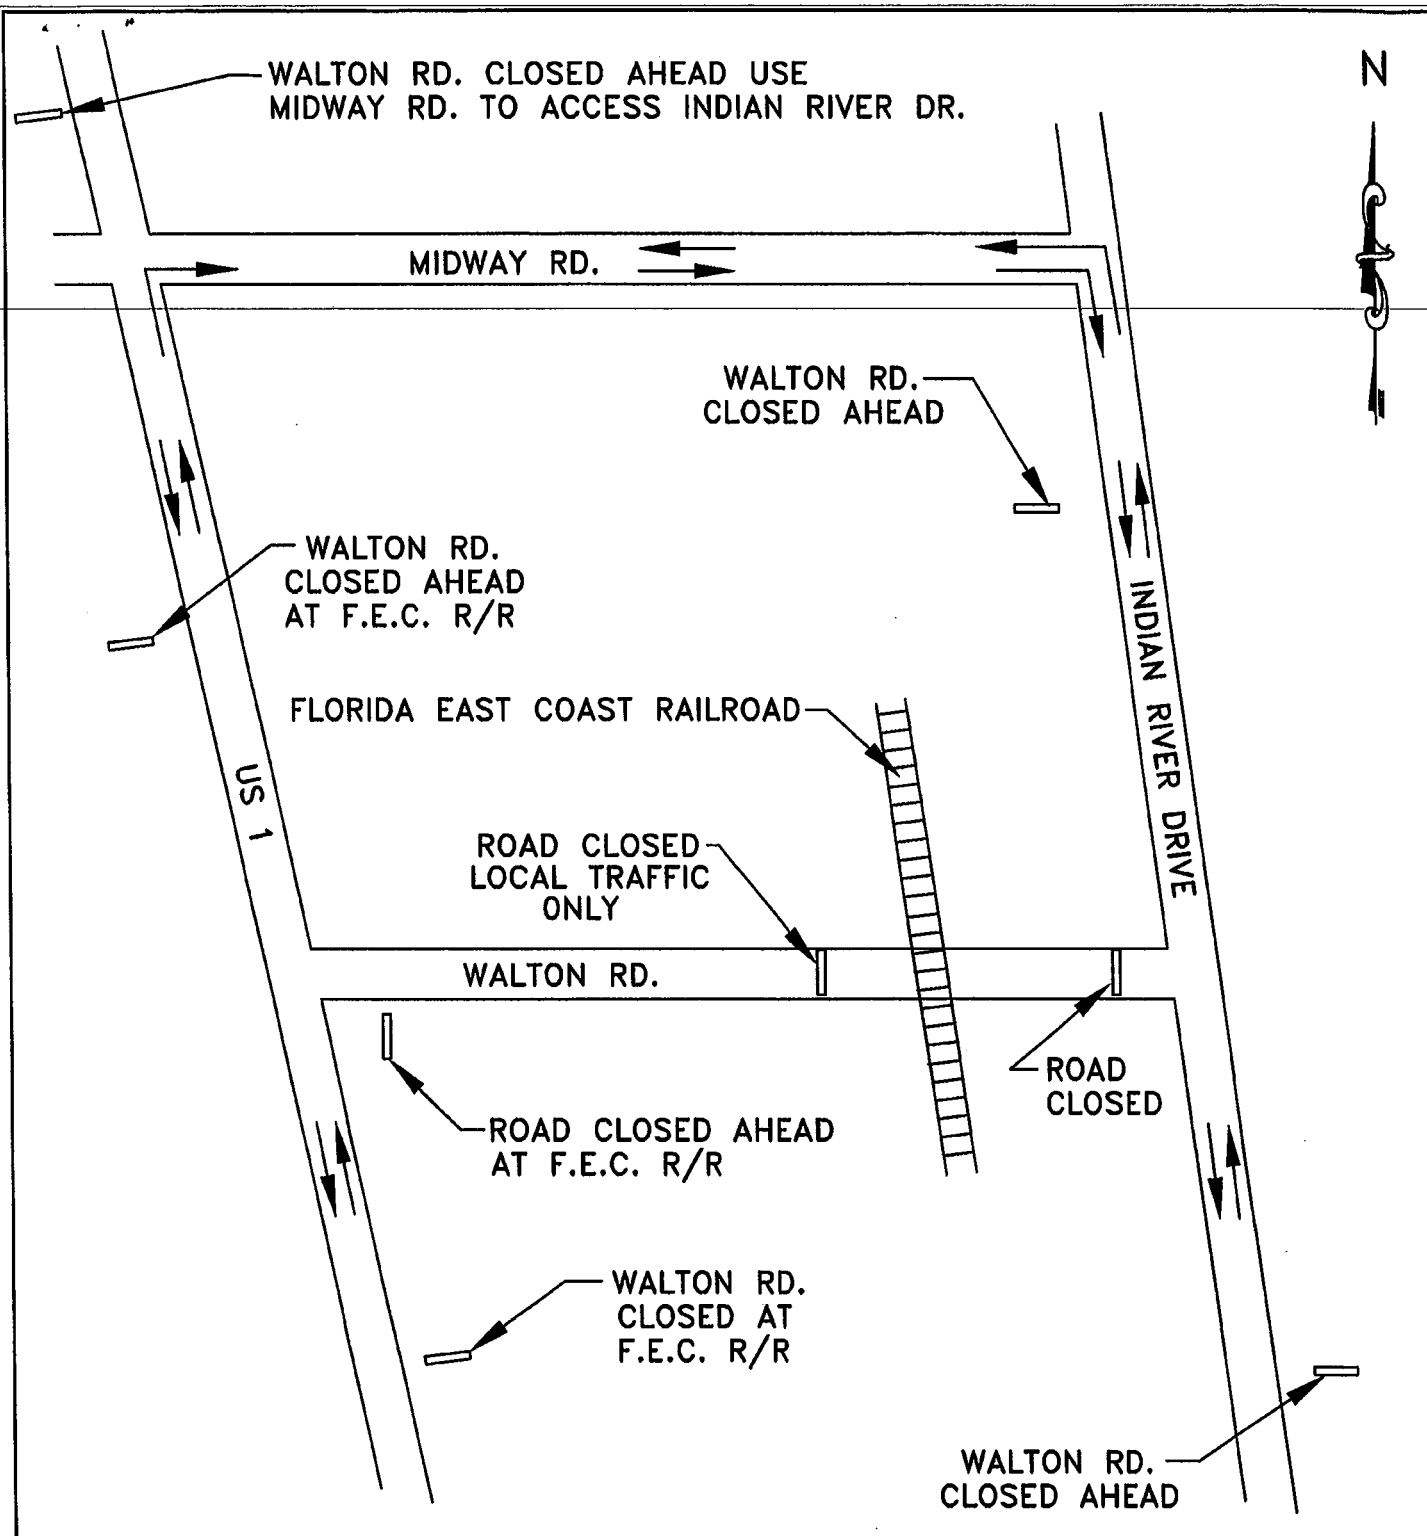 WALTON RD. CLOSED AHEAD USE
MIDWAY RD. TO ACCESS INDIAN RIVER DR.
N
MIDWAY RD.
WALTON RD.
CLOSED AHEAD
WALTON RD.
CLOSED AHEAD
AT F.E.C. R/R
INDIAN RIVER DRIVE
FLORIDA EAST COAST RAILROAD
US 1
ROAD CLOSED
LOCAL TRAFFIC
ONLY
WALTON RD.
ROAD
CLOSED
ROAD CLOSED AHEAD
AT F.E.C. R/R
WALTON RD.
CLOSED AT
F.E.C. R/R
WALTON RD.
CLOSED AHEAD